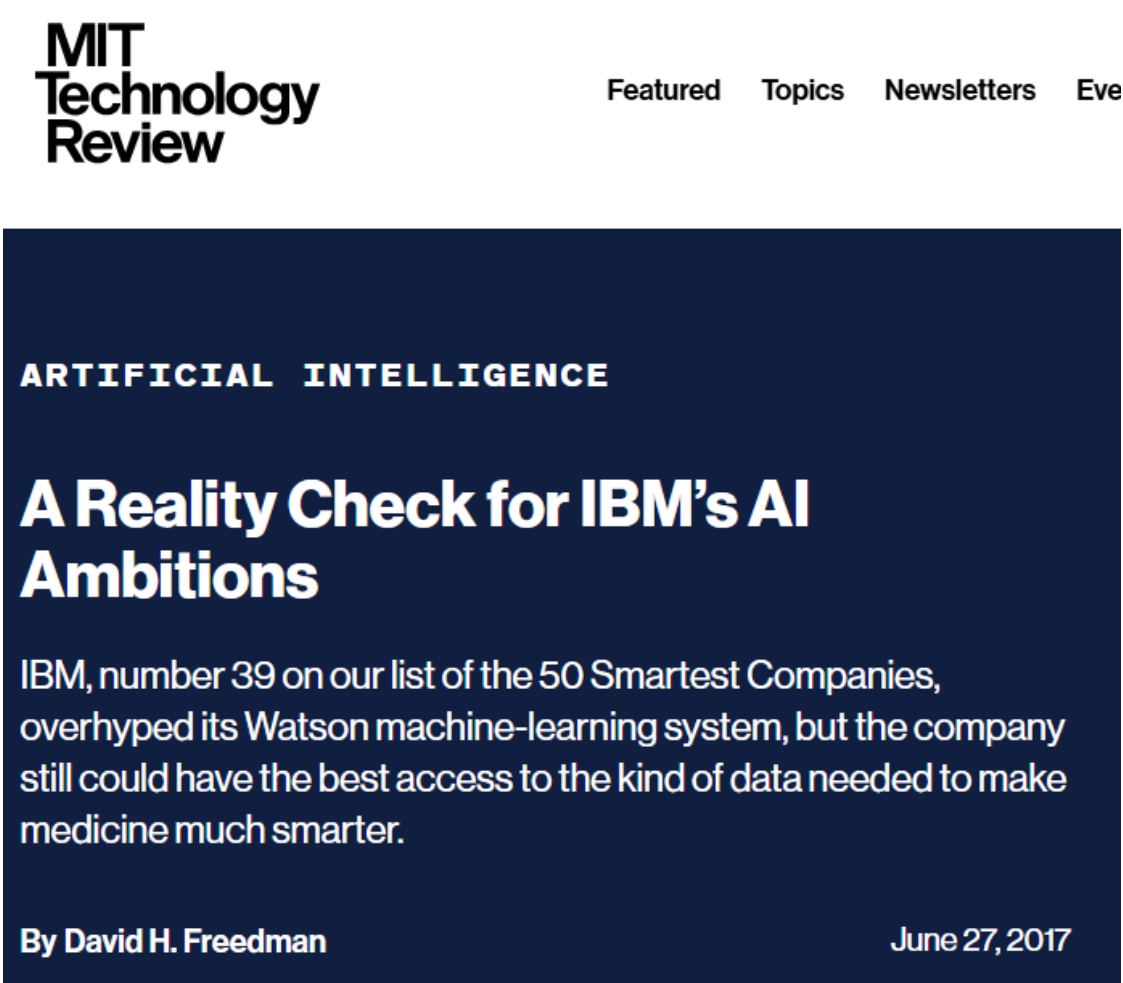 MIT
Technology
Review
Featured Topics Newsletters Eve
ARTIFICIAL INTELLIGENCE
A Reality Check for IBM’s AI
Ambitions
IBM, number 39 on our list of the 50 Smartest Companies,
overhyped its Watson machine-learning system, but the company
still could have the best access to the kind of data needed to make
medicine much smarter.
By David H. Freedman June 27, 2017